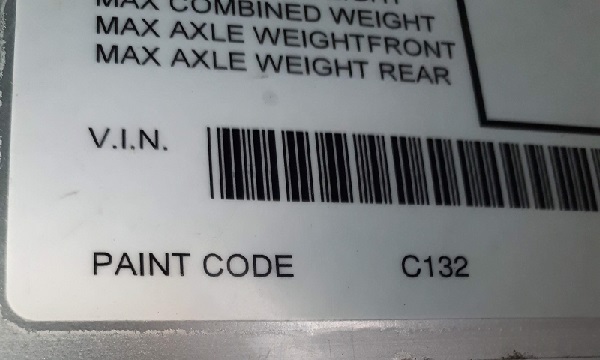 MAX COMBINED WEIGHT
MAX AXLE WEIGHTFRONT
MAX AXLE WEIGHT REAR
V.I.N.
PAINT CODE C132